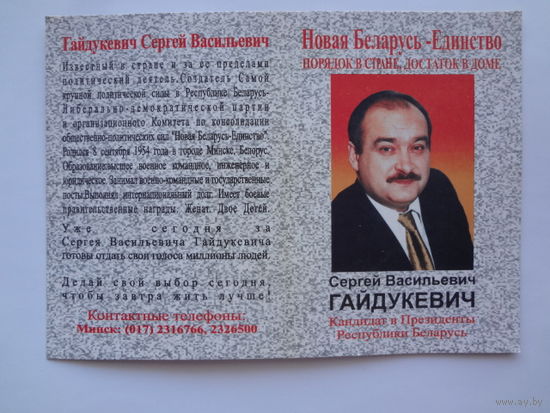 Гайдукевич Сергей Васильевич
Известный в стране и за ее пределами
политический деятель. Создатель Самой
крупной политической силы в Республике Беларусь-
Либерально-демократической партии
и организационного Комитета по консолидации
общественно-политических сил "Новая Беларусь-Единство".
Родился 8 сентября 1954 года в городе Минске. Белорус.
Образование:высшее военное командное, инженерное и
юридическое. Занимал военно-командные и государственные
посты.Выполнял интернациональный долг. Имеет боевые
правительственные награды. Женат. Двое Детей.
Уже сегодня за
Сергея Васильевича Гайдукевича
готовы отдать свои голоса миллионы людей.
Делай свой выбор сегодня,
чтобы завтра жить лучше!
Контактные телефоны:
Минск: (017) 2316766, 2326500
Новая Беларусь -Единство
ПОРЯДОК В СТРАНЕ, ДОСТАТОК В ДОМЕ
Сергей Васильевич
ГАЙДУКЕВИЧ
Кандидат в Президенты
Республики Беларусь
www.ay.by